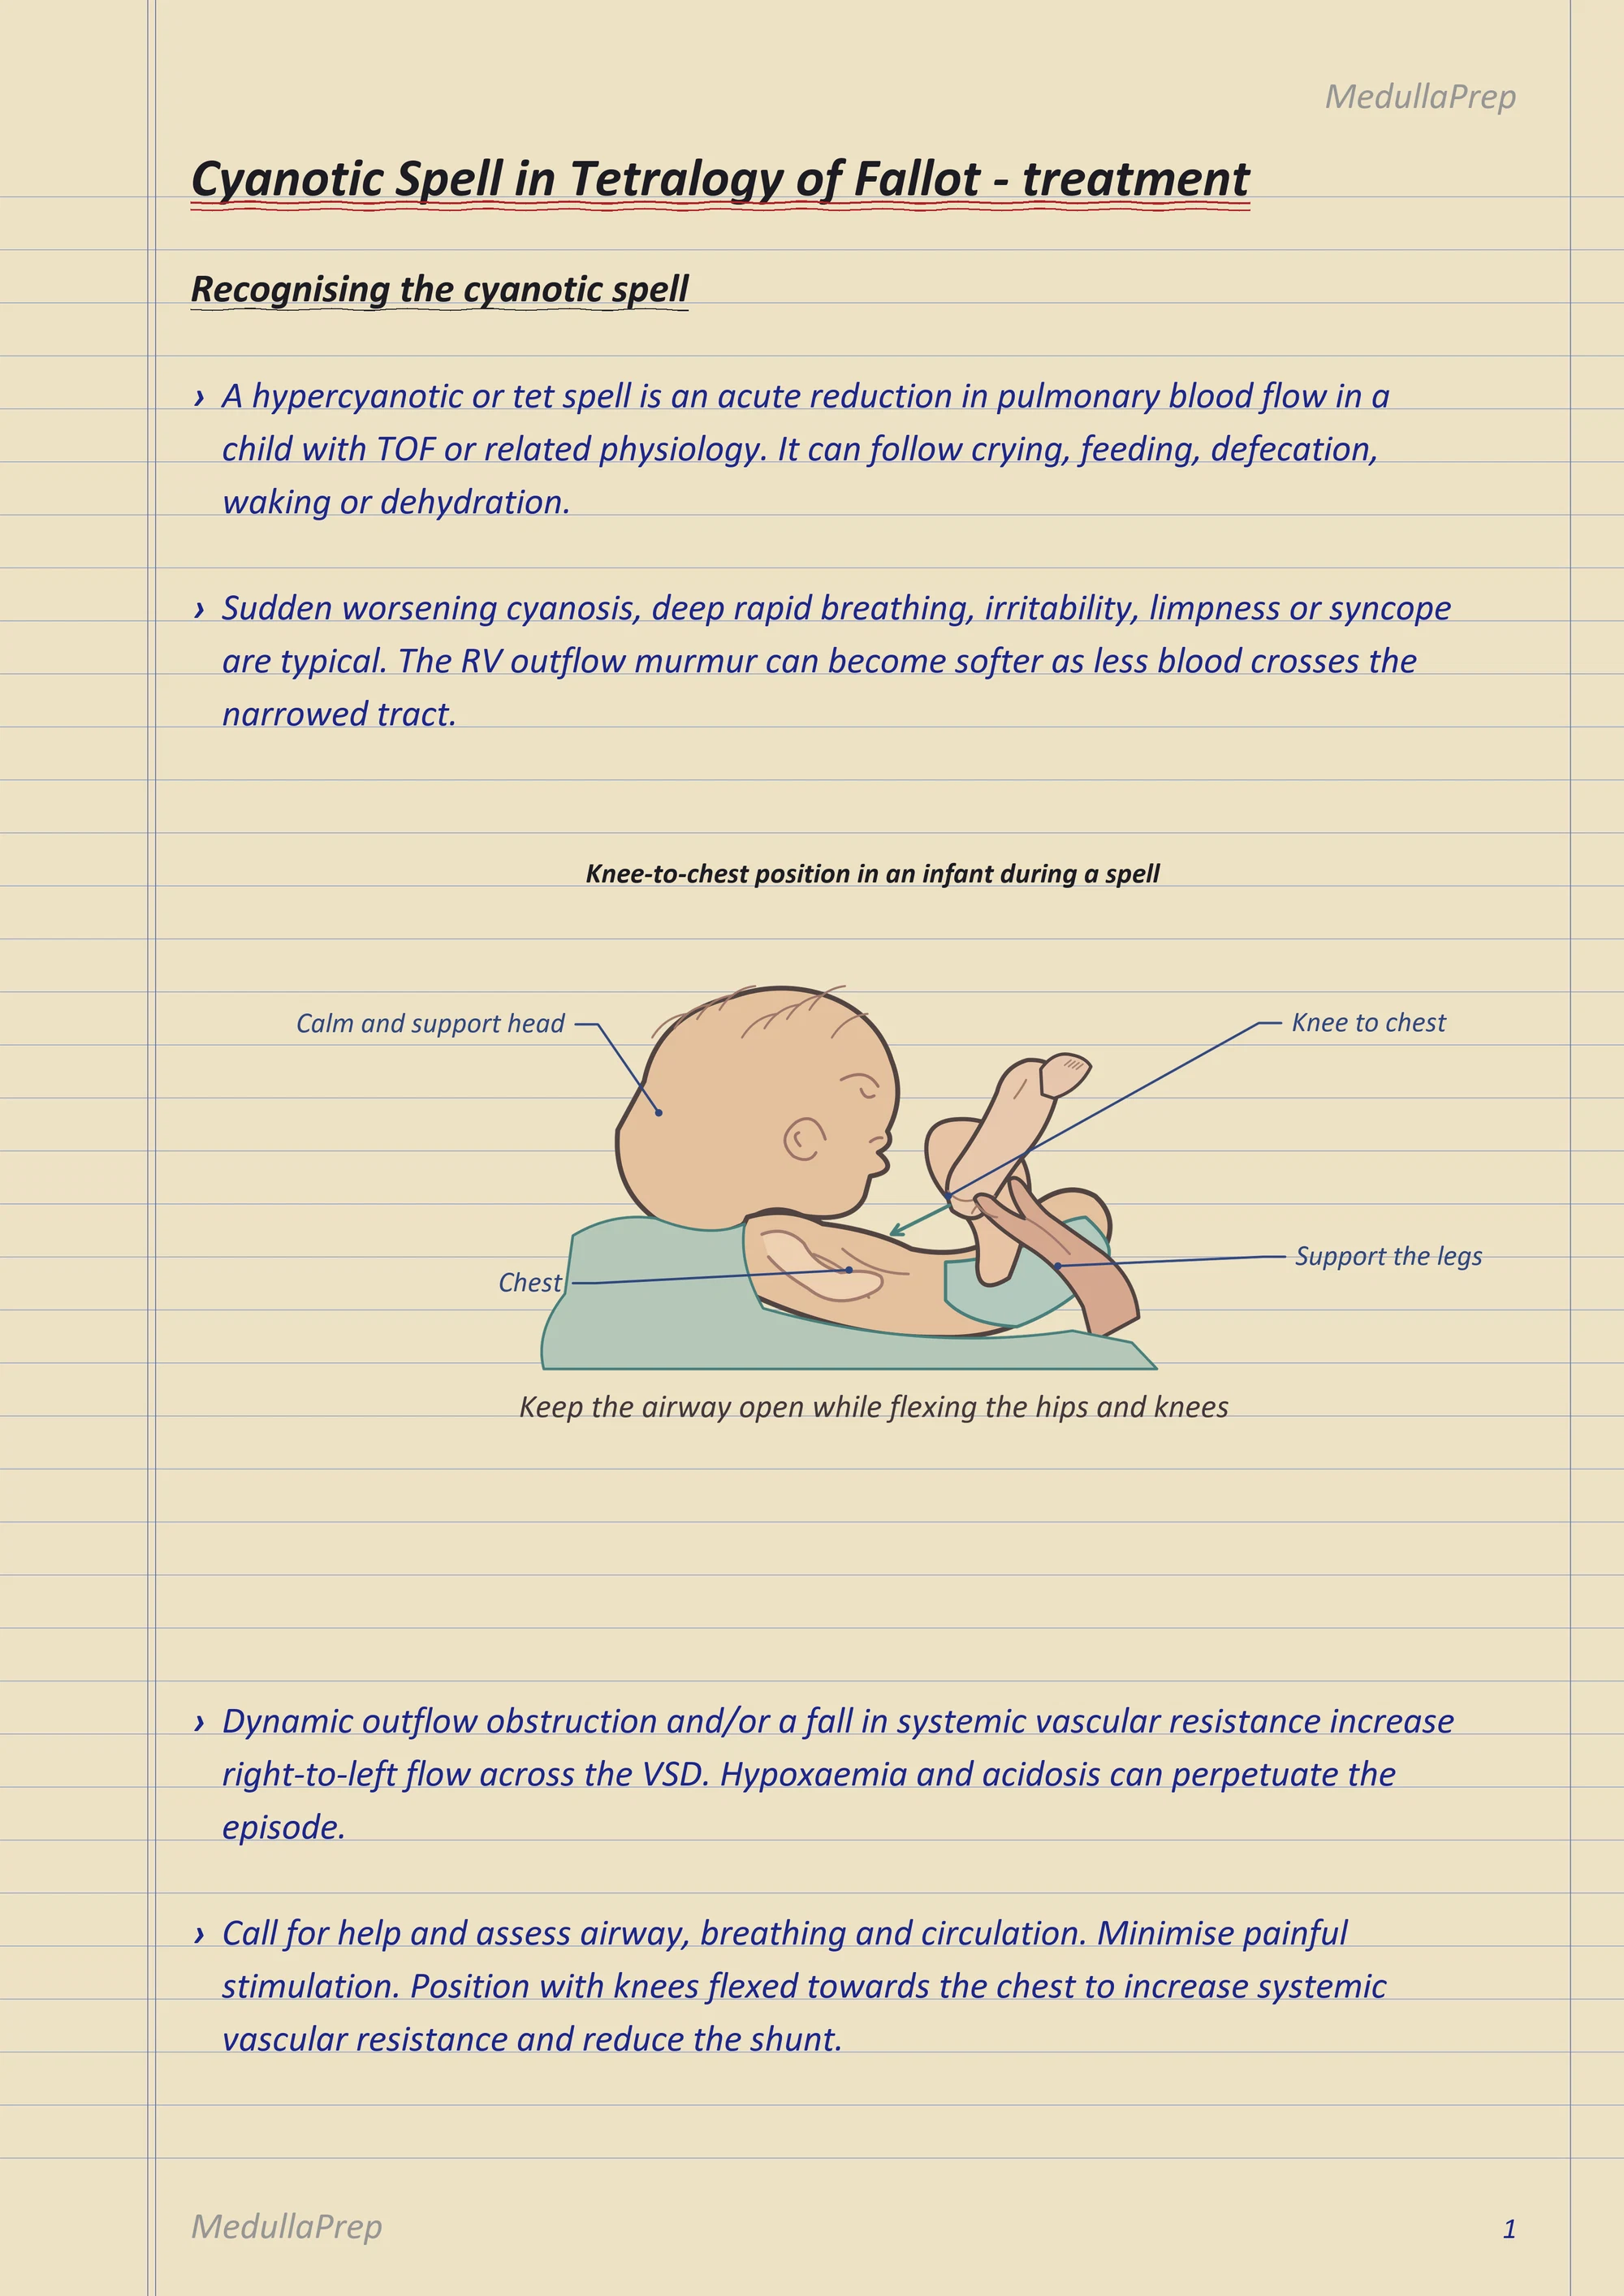 MedullaPrep
Cyanotic Spell in Tetralogy of Fallot - treatment
Recognising the cyanotic spell
› A hypercyanotic or tet spell is an acute reduction in pulmonary blood flow in a
child with TOF or related physiology. It can follow crying, feeding, defecation,
waking or dehydration.
› Sudden worsening cyanosis, deep rapid breathing, irritability, limpness or syncope
are typical. The RV outflow murmur can become softer as less blood crosses the
narrowed tract.
Knee-to-chest position in an infant during a spell
Calm and support head
Knee to chest
Support the legs
Chest
Keep the airway open while flexing the hips and knees
› Dynamic outflow obstruction and/or a fall in systemic vascular resistance increase
right-to-left flow across the VSD. Hypoxaemia and acidosis can perpetuate the
episode.
› Call for help and assess airway, breathing and circulation. Minimise painful
stimulation. Position with knees flexed towards the chest to increase systemic
vascular resistance and reduce the shunt.
MedullaPrep
1